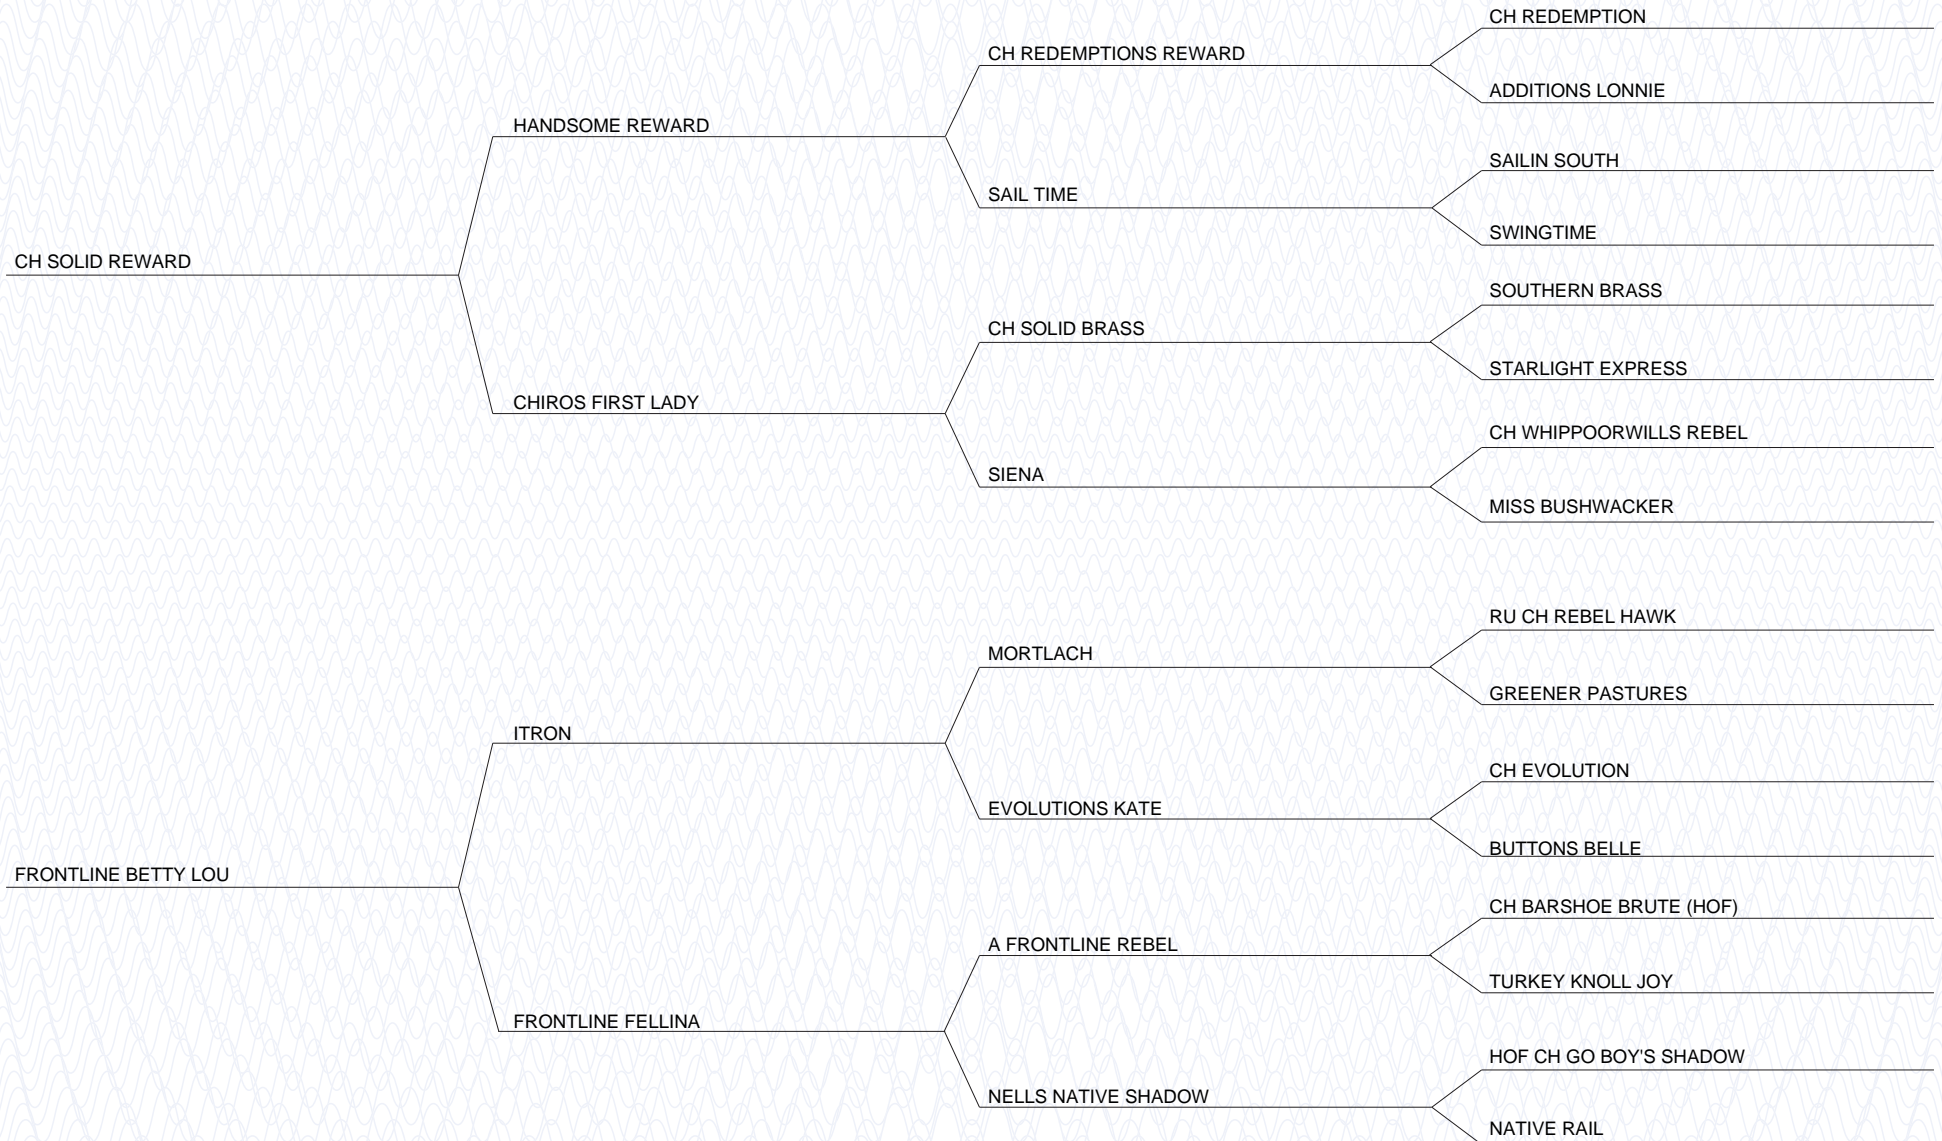 CH REDEMPTION
CH REDEMPTIONS REWARD
ADDITIONS LONNIE
HANDSOME REWARD
SAILIN SOUTH
SAIL TIME
SWINGTIME
CH SOLID REWARD
SOUTHERN BRASS
CH SOLID BRASS
STARLIGHT EXPRESS
CHIROS FIRST LADY
CH WHIPPOORWILLS REBEL
SIENA
MISS BUSHWACKER
RU CH REBEL HAWK
MORTLACH
GREENER PASTURES
ITRON
CH EVOLUTION
EVOLUTIONS KATE
BUTTONS BELLE
FRONTLINE BETTY LOU
CH BARSHOE BRUTE (HOF)
A FRONTLINE REBEL
TURKEY KNOLL JOY
FRONTLINE FELLINA
HOF CH GO BOY'S SHADOW
NELLS NATIVE SHADOW
NATIVE RAIL